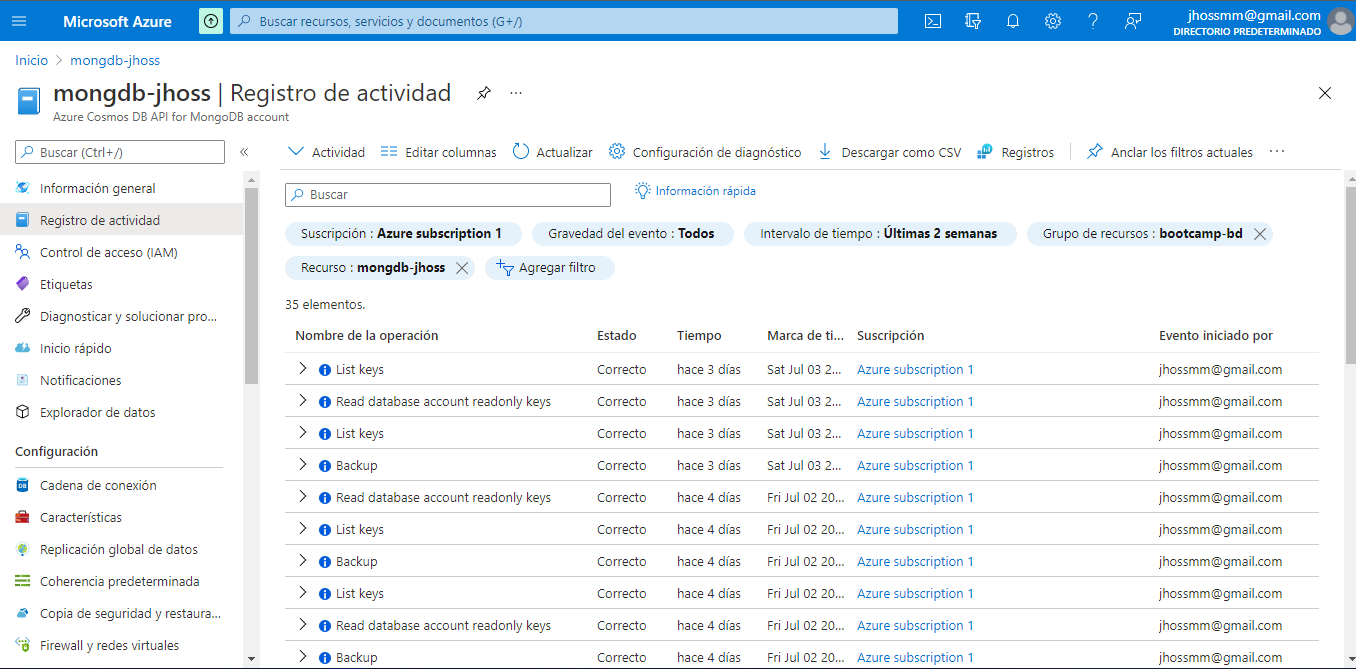 Microsoft Azure
Buscar recursos, servicios y documentos (G+/)
jhossmm@gmail.com
DIRECTORIO PREDETERMINADO
Inicio > mongdb-jhoss
mongdb-jhoss | Registro de actividad
Azure Cosmos DB API for MongoDB account
Buscar (Ctrl+/)
Información general
Registro de actividad
Control de acceso (IAM)
Etiquetas
Diagnosticar y solucionar pro...
Inicio rápido
Notificaciones
Explorador de datos
Configuración
Cadena de conexión
Características
Replicación global de datos
Coherencia predeterminada
Copia de seguridad y restaura...
Firewall y redes virtuales
Actividad Editar columnas Actualizar Configuración de diagnóstico Descargar como CSV Registros Anclar los filtros actuales
Buscar
Información rápida
Suscripción : Azure subscription 1 Gravedad del evento : Todos Intervalo de tiempo : Últimas 2 semanas Grupo de recursos : bootcamp-bd
Recurso : mongdb-jhoss Agregar filtro
35 elementos.
Nombre de la operación Estado Tiempo Marca de ti... Suscripción Evento iniciado por
List keys Correcto hace 3 días Sat Jul 03 2... Azure subscription 1 jhossmm@gmail.com
Read database account readonly keys Correcto hace 3 días Sat Jul 03 2... Azure subscription 1 jhossmm@gmail.com
List keys Correcto hace 3 días Sat Jul 03 2... Azure subscription 1 jhossmm@gmail.com
Backup Correcto hace 3 días Sat Jul 03 2... Azure subscription 1 jhossmm@gmail.com
Read database account readonly keys Correcto hace 4 días Fri Jul 02 20... Azure subscription 1 jhossmm@gmail.com
List keys Correcto hace 4 días Fri Jul 02 20... Azure subscription 1 jhossmm@gmail.com
Backup Correcto hace 4 días Fri Jul 02 20... Azure subscription 1 jhossmm@gmail.com
List keys Correcto hace 4 días Fri Jul 02 20... Azure subscription 1 jhossmm@gmail.com
Read database account readonly keys Correcto hace 4 días Fri Jul 02 20... Azure subscription 1 jhossmm@gmail.com
Backup Correcto hace 4 días Fri Jul 02 20... Azure subscription 1 jhossmm@gmail.com